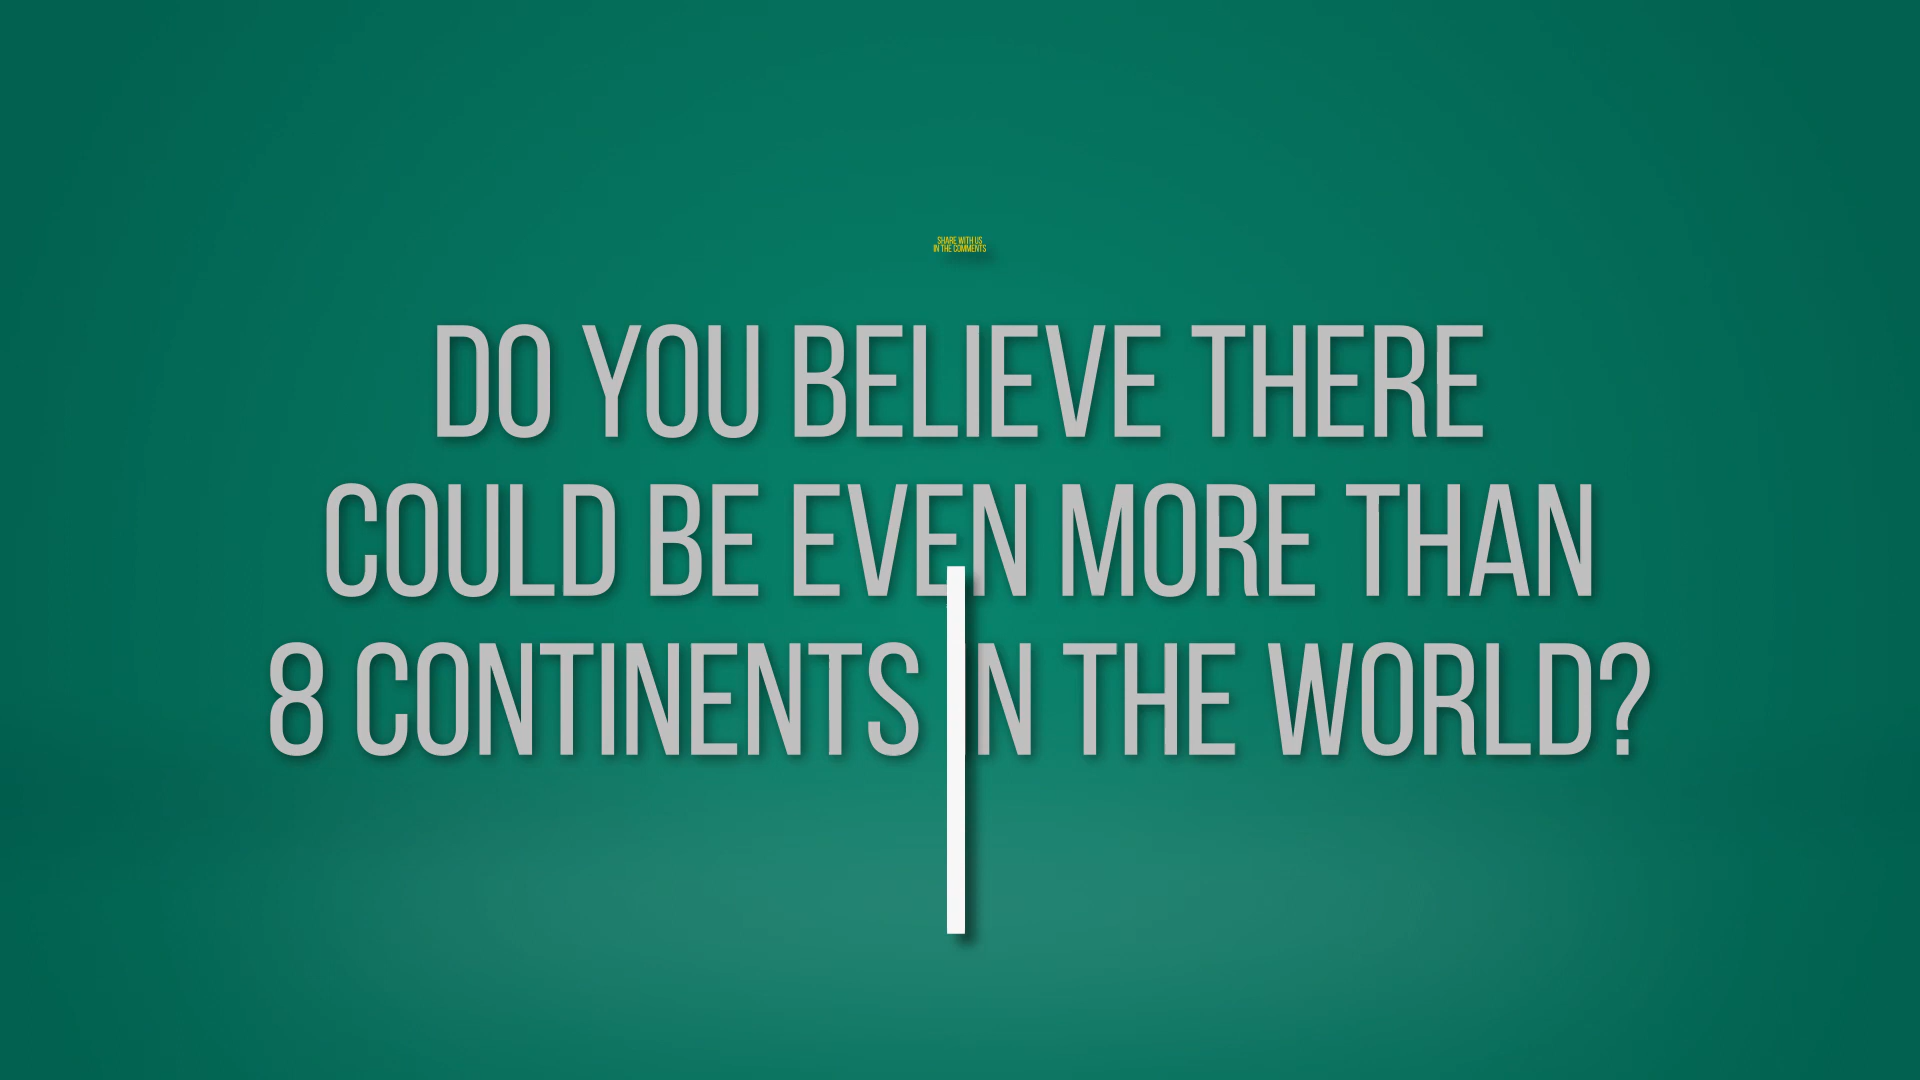 SHARE WITH US
IN THE COMMENTS
DO YOU BELIEVE THERE
COULD BE EVEN MORE THAN
8 CONTINENTS IN THE WORLD?